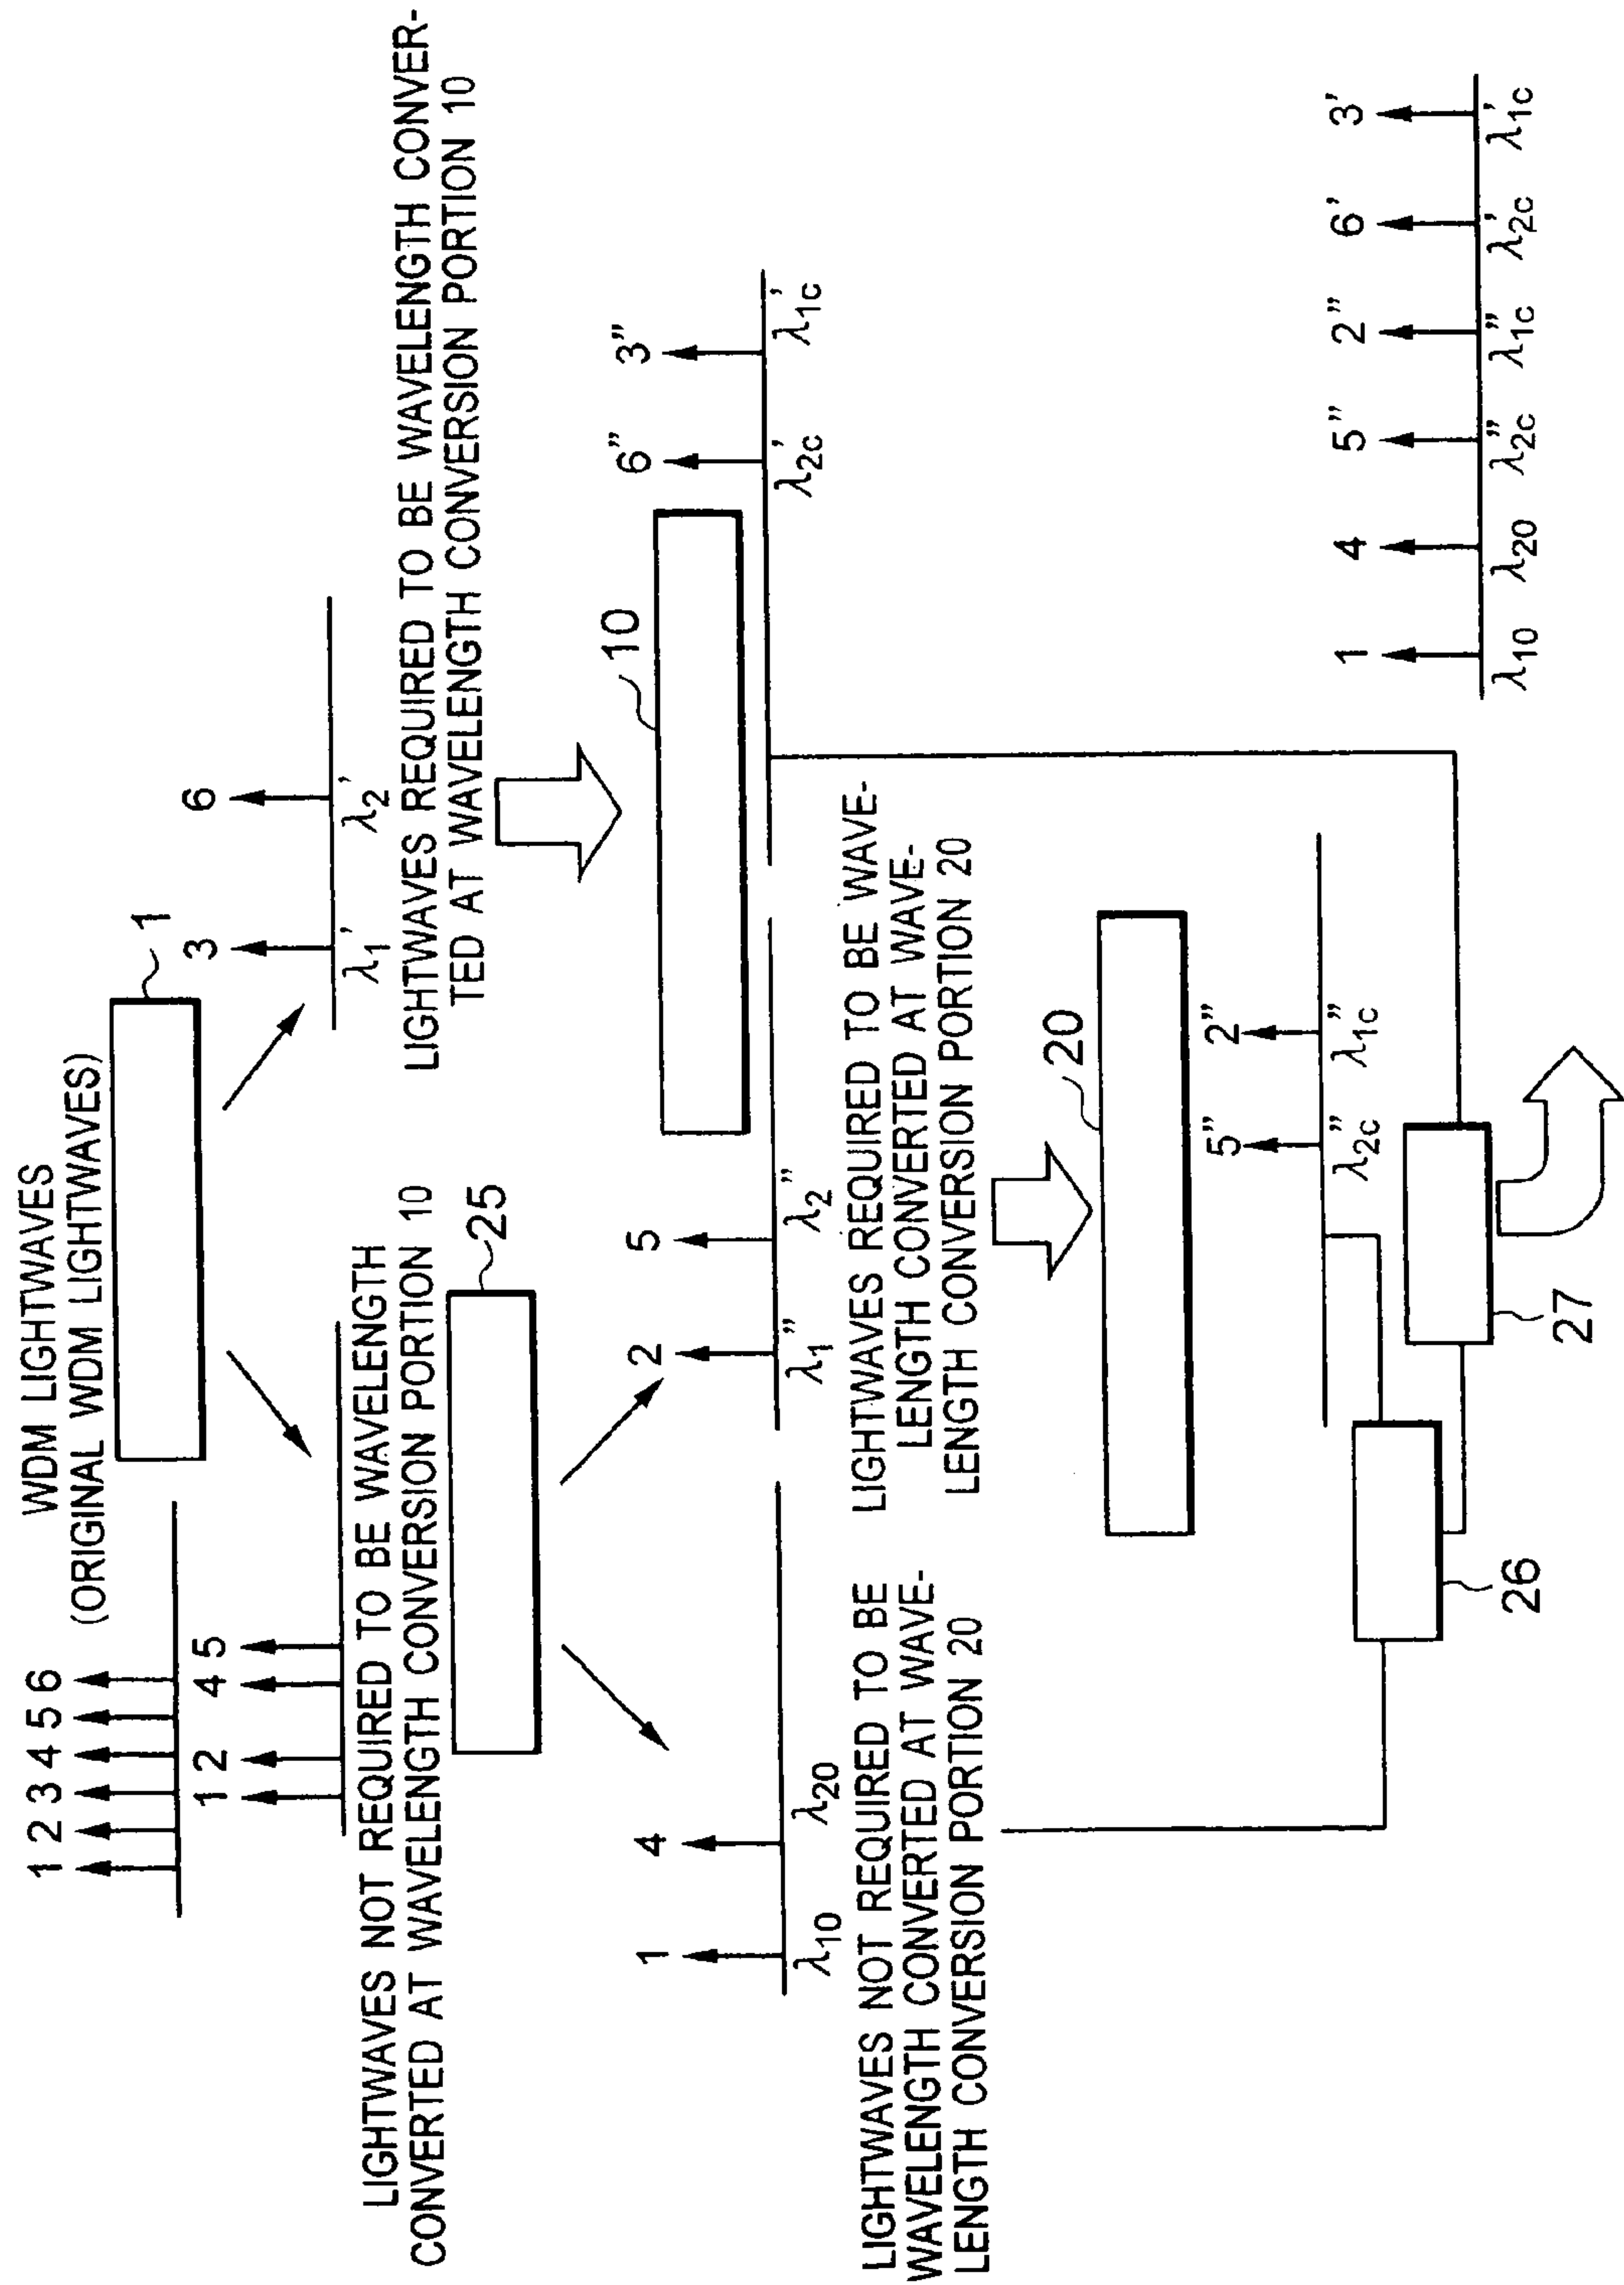 WDM LIGHTWAVES
(ORIGINAL WDM LIGHTWAVES)
1 2 3 4 5 6
1
1 2 4 5
3 6
λ1' λ2'
LIGHTWAVES NOT REQUIRED TO BE WAVELENGTH
CONVERTED AT WAVELENGTH CONVERSION PORTION 10
LIGHTWAVES REQUIRED TO BE WAVELENGTH CONVER-
TED AT WAVELENGTH CONVERSION PORTION 10
25
10
1 4
λ10 λ20
2 5
λ1" λ2"
6" 3"
λ2c' λ1c'
LIGHTWAVES NOT REQUIRED TO BE
WAVELENGTH CONVERTED AT WAVE-
LENGTH CONVERSION PORTION 20
LIGHTWAVES REQUIRED TO BE WAVE-
LENGTH CONVERTED AT WAVE-
LENGTH CONVERSION PORTION 20
20
5" 2"
λ2c" λ1c"
26
27
1 4 5" 2" 6' 3'
λ10 λ20 λ2c" λ1c" λ2c' λ1c'